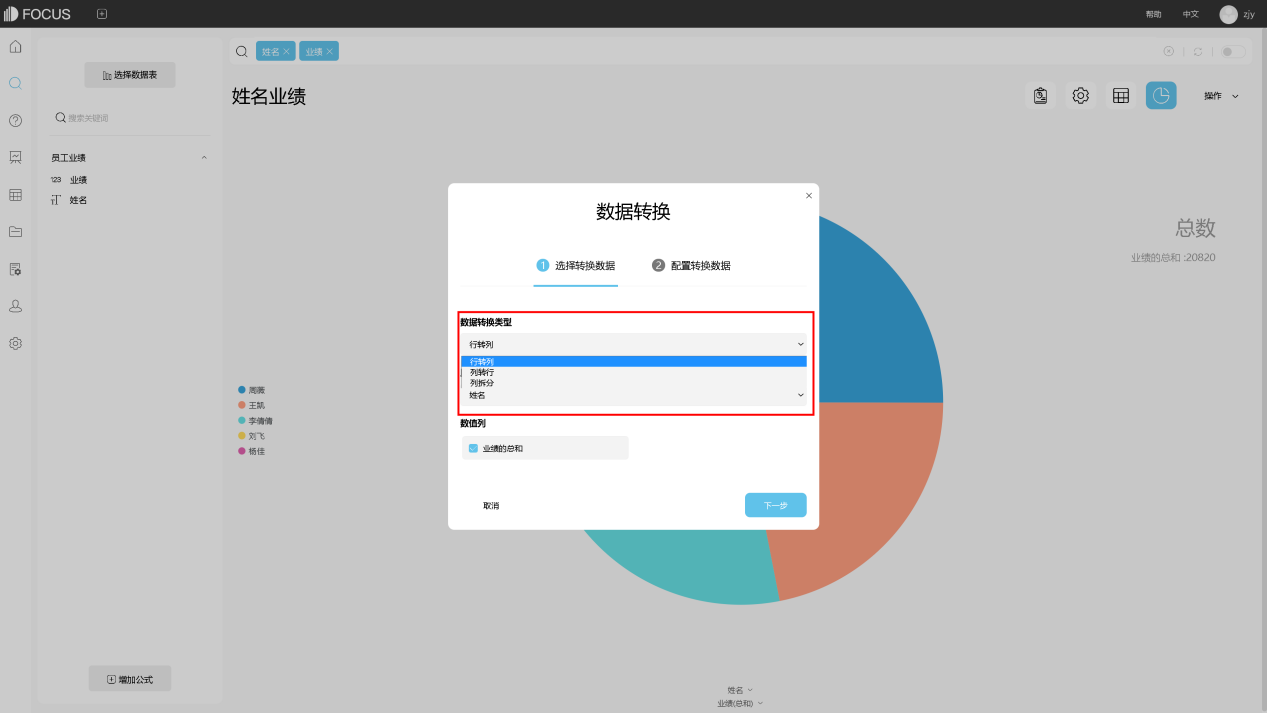 FOCUS
帮助
中文
zjy
选择数据表
搜索关键词
员工业绩
123 业绩
姓名
增加公式
姓名
业绩
姓名业绩
操作
总数
业绩的总和 :20820
周薇
王凯
李倩倩
刘飞
杨佳
姓名
业绩(总和)
数据转换
1 选择转换数据
2 配置转换数据
数据转换类型
行转列
行转列
列转行
列拆分
姓名
数值列
业绩的总和
取消
下一步